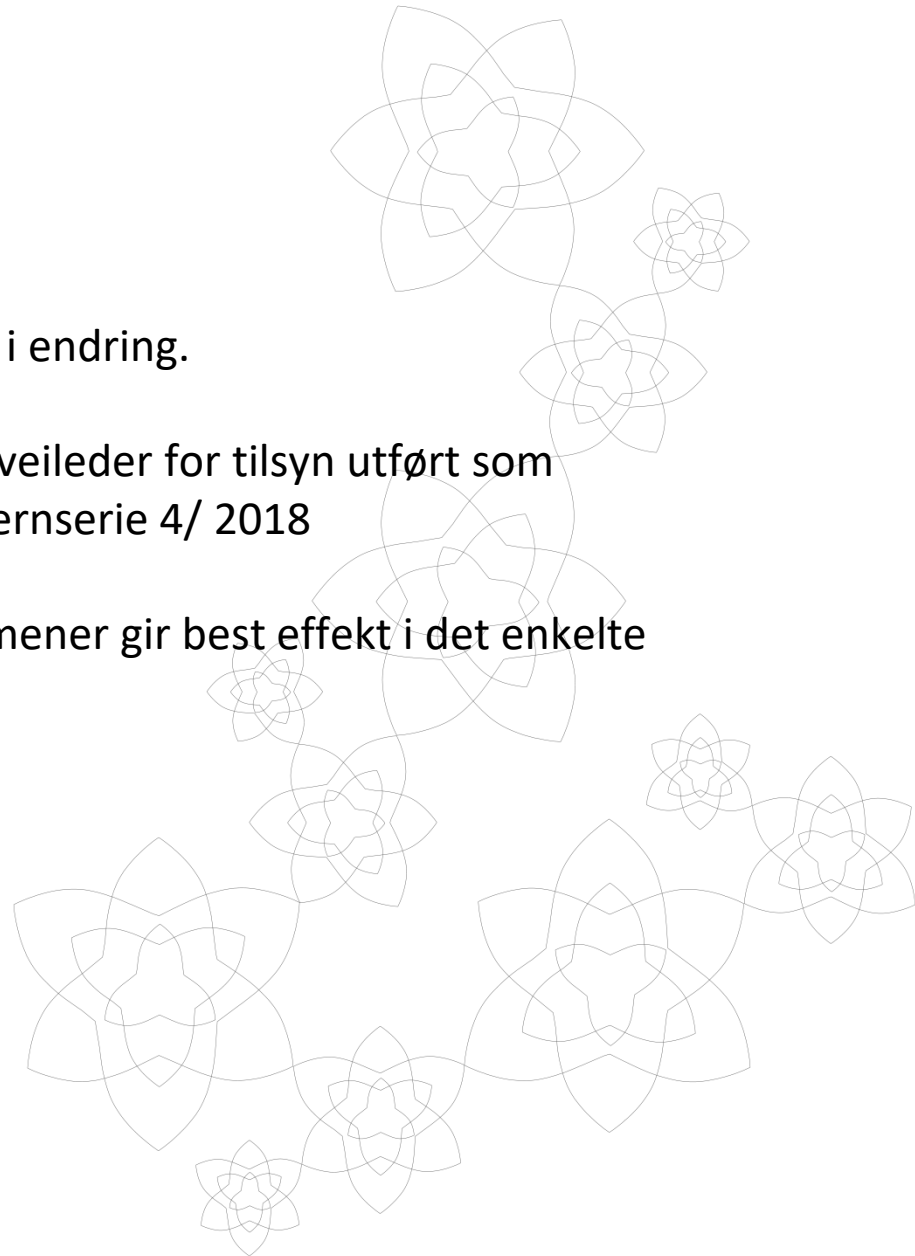 i endring.
veileder for tilsyn utført som
ernserie 4/ 2018
mener gir best effekt i det enkelte